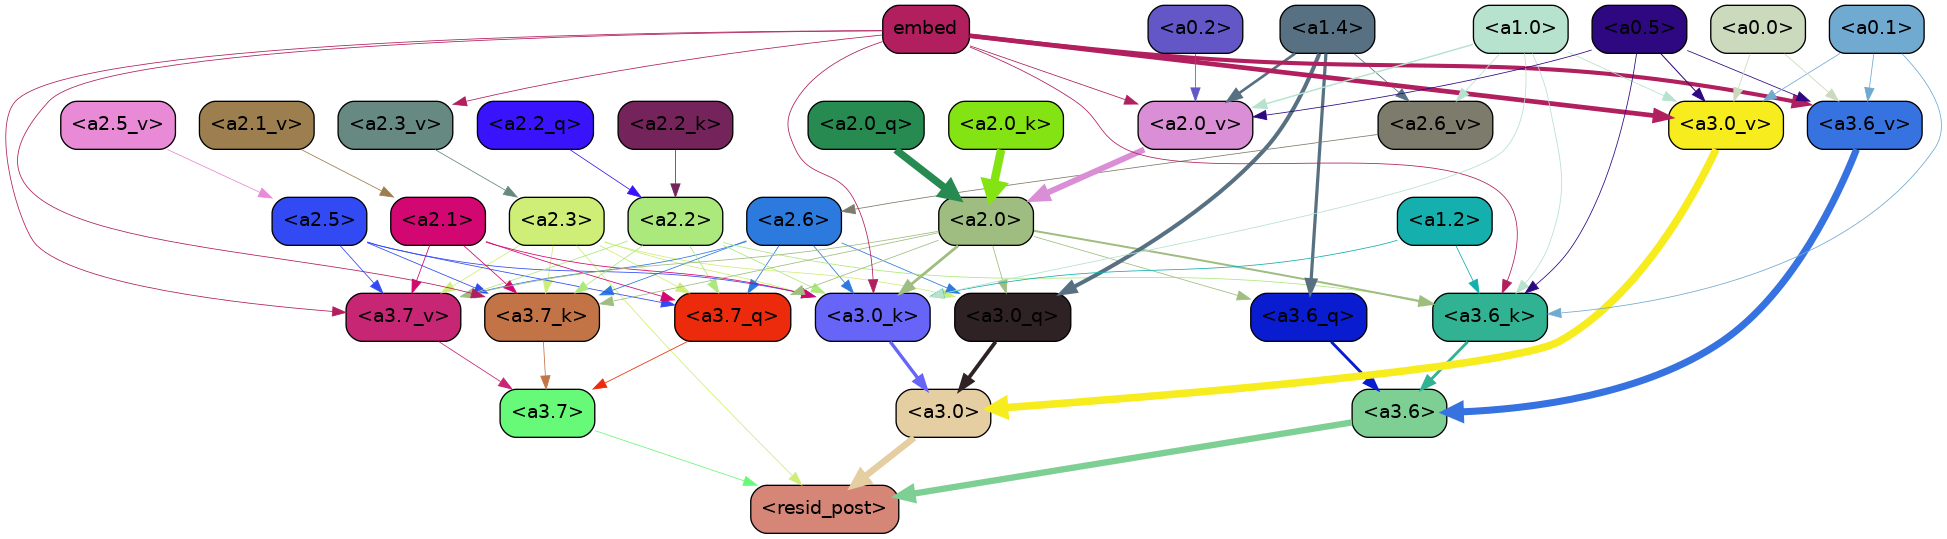 embed <a0.2> <a1.4> <a1.0> <a0.5> <a0.0> <a0.1>
<a2.5_v> <a2.1_v> <a2.3_v> <a2.2_q> <a2.2_k> <a2.0_q> <a2.0_k> <a2.0_v> <a2.6_v> <a3.0_v> <a3.6_v>
<a2.5> <a2.1> <a2.3> <a2.2> <a2.6> <a2.0> <a1.2>
<a3.7_v> <a3.7_k> <a3.7_q> <a3.0_k> <a3.0_q> <a3.6_q> <a3.6_k>
<a3.7> <a3.0> <a3.6>
<resid_post>